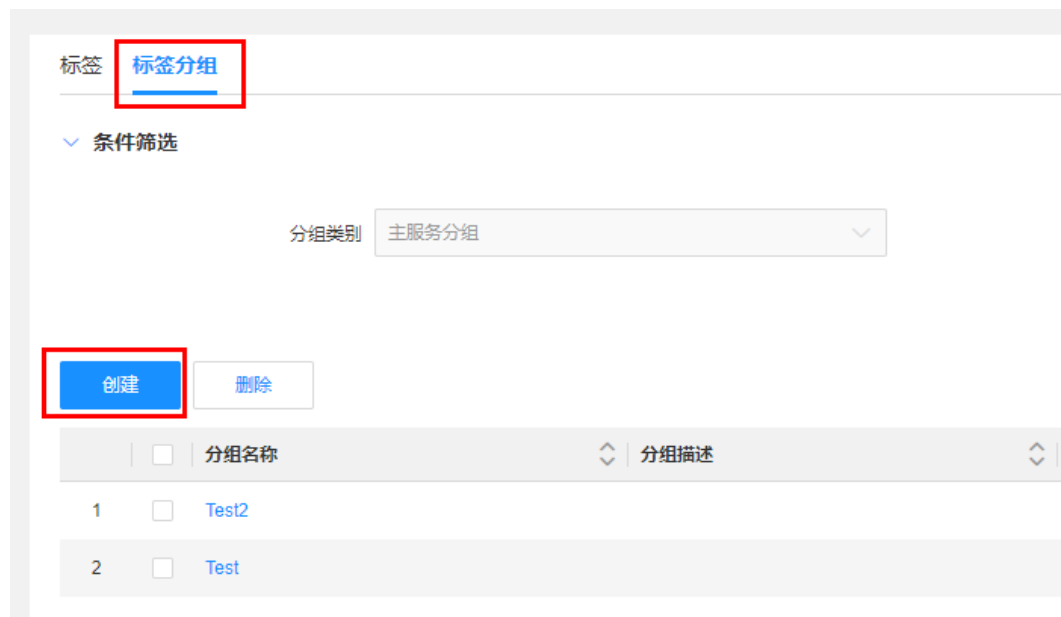 标签 标签分组
条件筛选
分组类别 主服务分组
创建 删除
分组名称 分组描述
1 Test2
2 Test